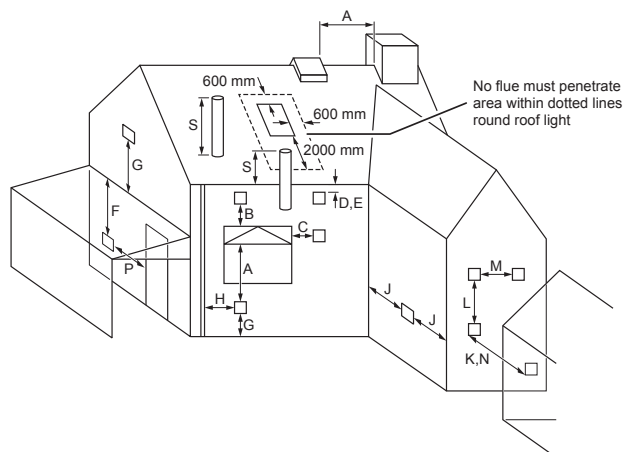 A
600 mm
No flue must penetrate
area within dotted lines
round roof light
600 mm
S
2000 mm
S
G
D,E
F
B
C
P
A
M
H
J
L
G
J
K,N